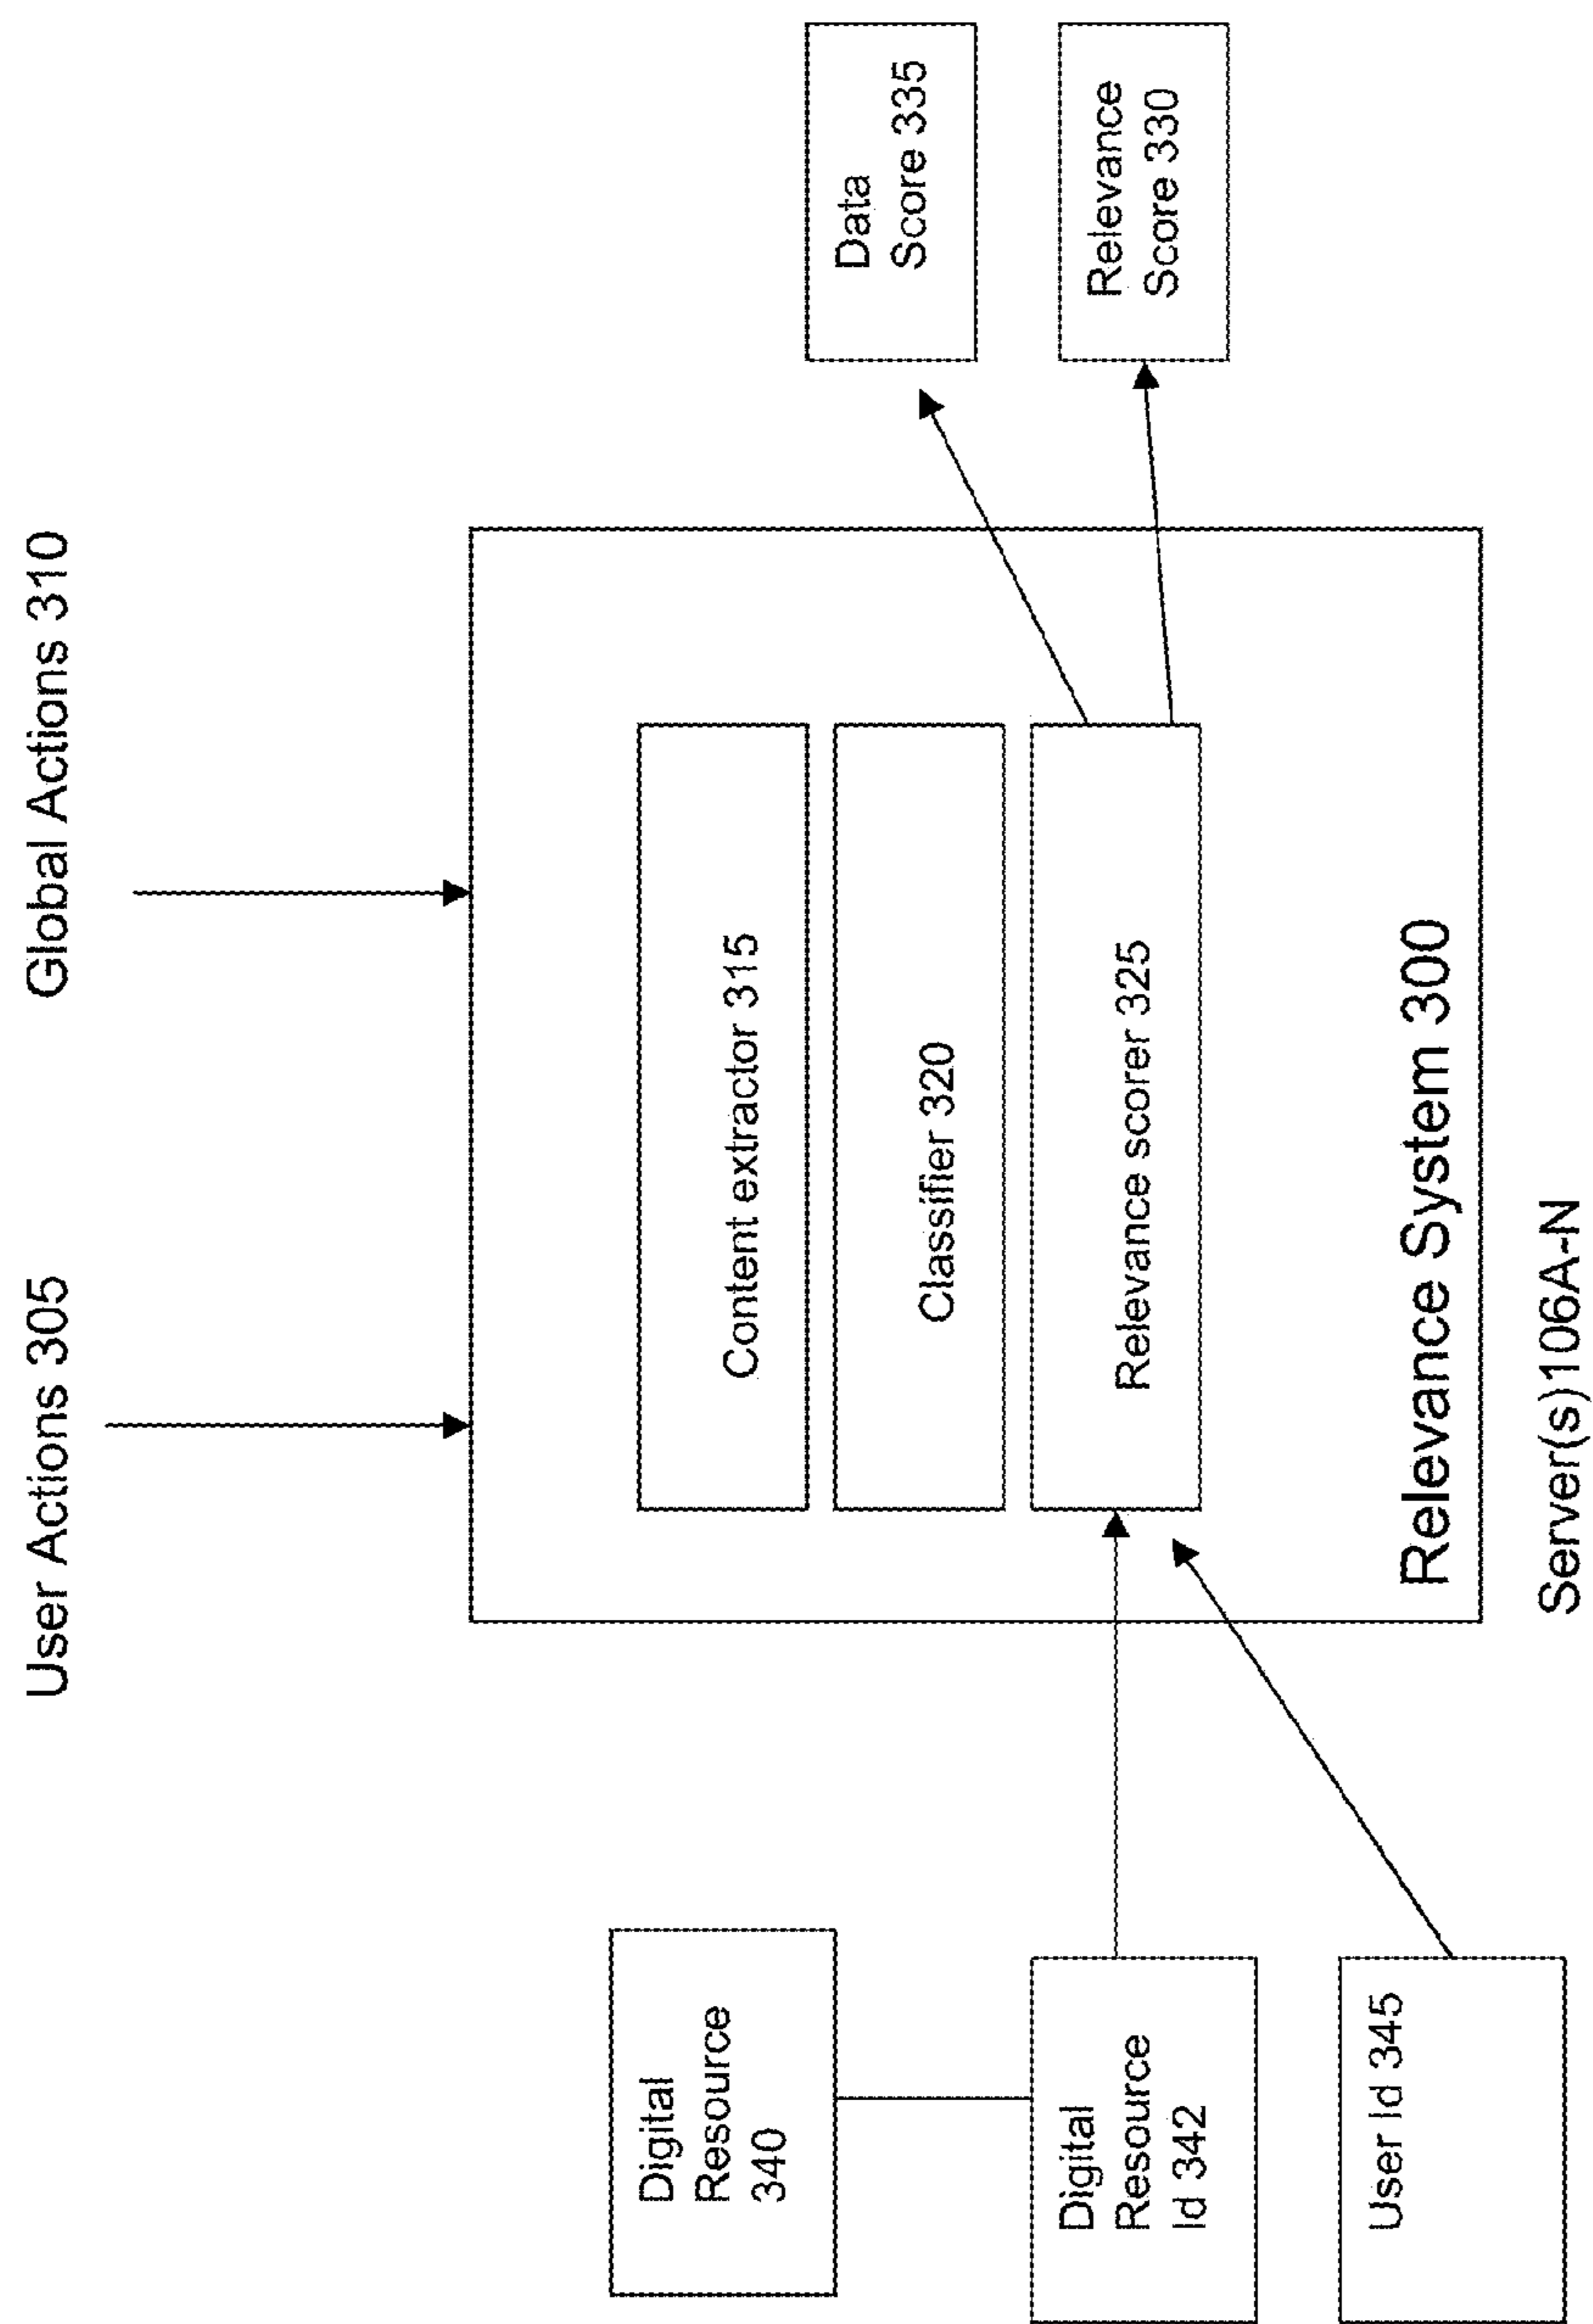 User Actions 305
Global Actions 310
Content extractor 315
Classifier 320
Relevance scorer 325
Relevance System 300
Server(s)106A-N
Digital
Resource
340
Digital
Resource
Id 342
User Id 345
Data
Score 335
Relevance
Score 330